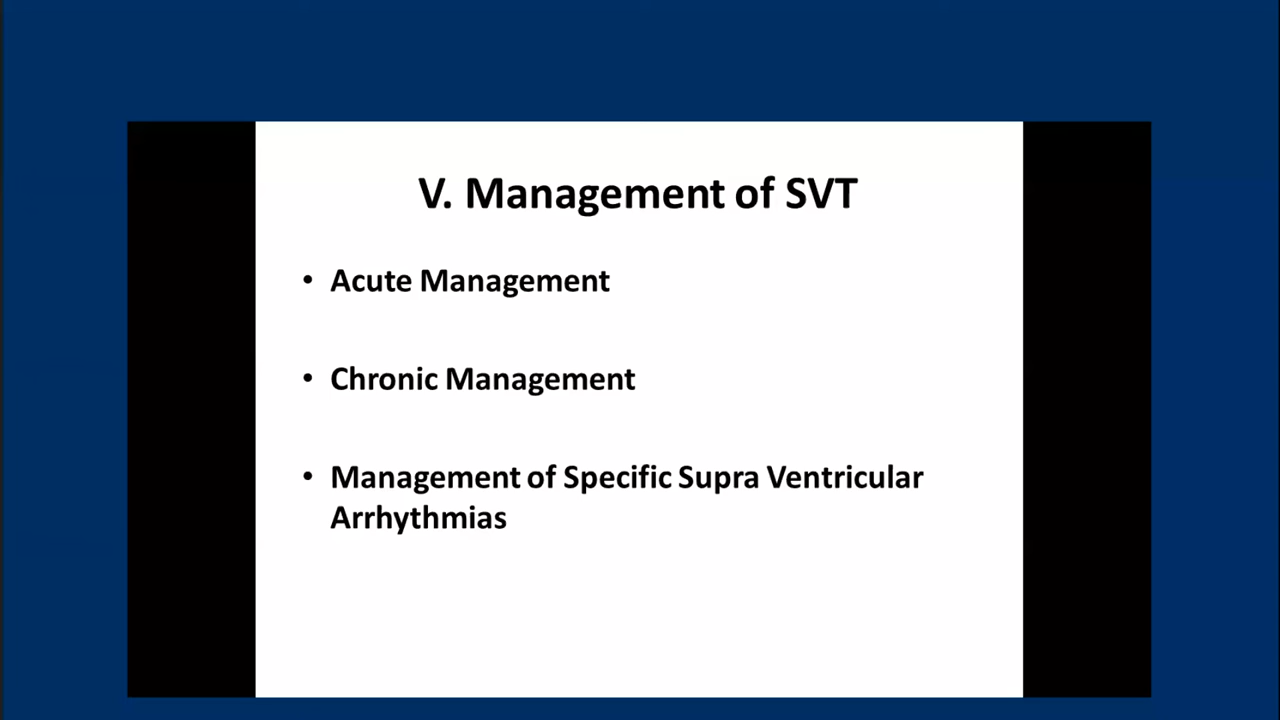 V. Management of SVT
• Acute Management
• Chronic Management
• Management of Specific Supra Ventricular
Arrhythmias